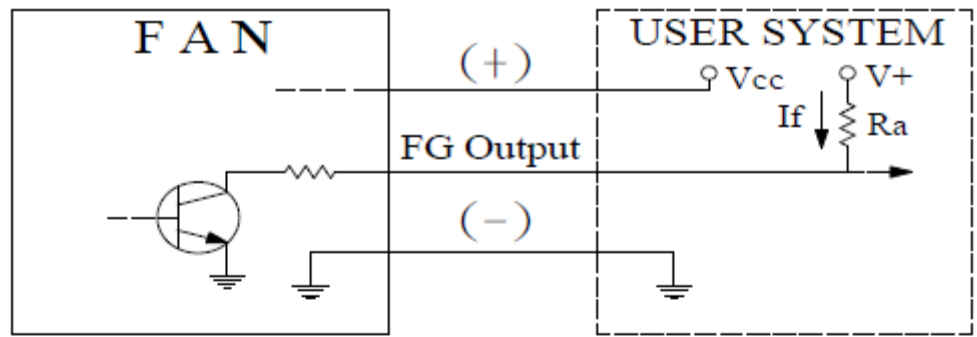 F A N
USER SYSTEM
(+)
Vcc
V+
If
Ra
FG Output
(−)